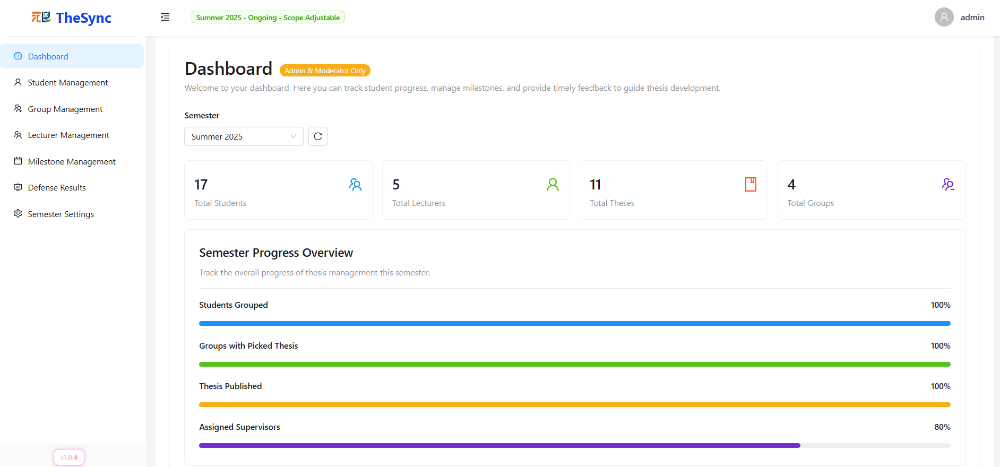 TheSync
Summer 2025 - Ongoing - Scope Adjustable
admin
Dashboard
Student Management
Group Management
Lecturer Management
Milestone Management
Defense Results
Semester Settings
v1.0.4
Dashboard Admin & Moderator Only
Welcome to your dashboard. Here you can track student progress, manage milestones, and provide timely feedback to guide thesis development.
Semester
Summer 2025
17
Total Students
5
Total Lecturers
11
Total Theses
4
Total Groups
Semester Progress Overview
Track the overall progress of thesis management this semester.
Students Grouped 100%
Groups with Picked Thesis 100%
Thesis Published 100%
Assigned Supervisors 80%